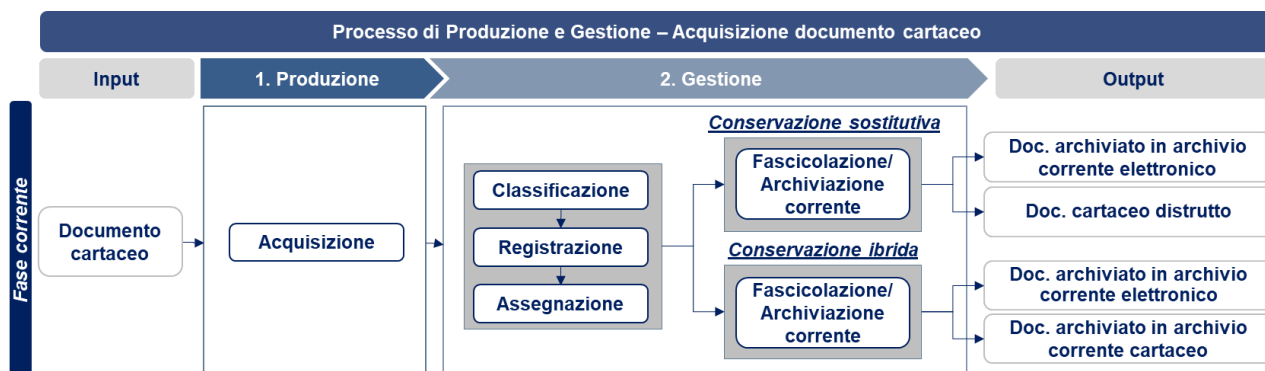 Processo di Produzione e Gestione – Acquisizione documento cartaceo
Input
1. Produzione
2. Gestione
Output
Fase corrente
Documento
cartaceo
Acquisizione
Classificazione
Registrazione
Assegnazione
Conservazione sostitutiva
Fascicolazione/
Archiviazione
corrente
Conservazione ibrida
Fascicolazione/
Archiviazione
corrente
Doc. archiviato in archivio
corrente elettronico
Doc. cartaceo distrutto
Doc. archiviato in archivio
corrente elettronico
Doc. archiviato in archivio
corrente cartaceo